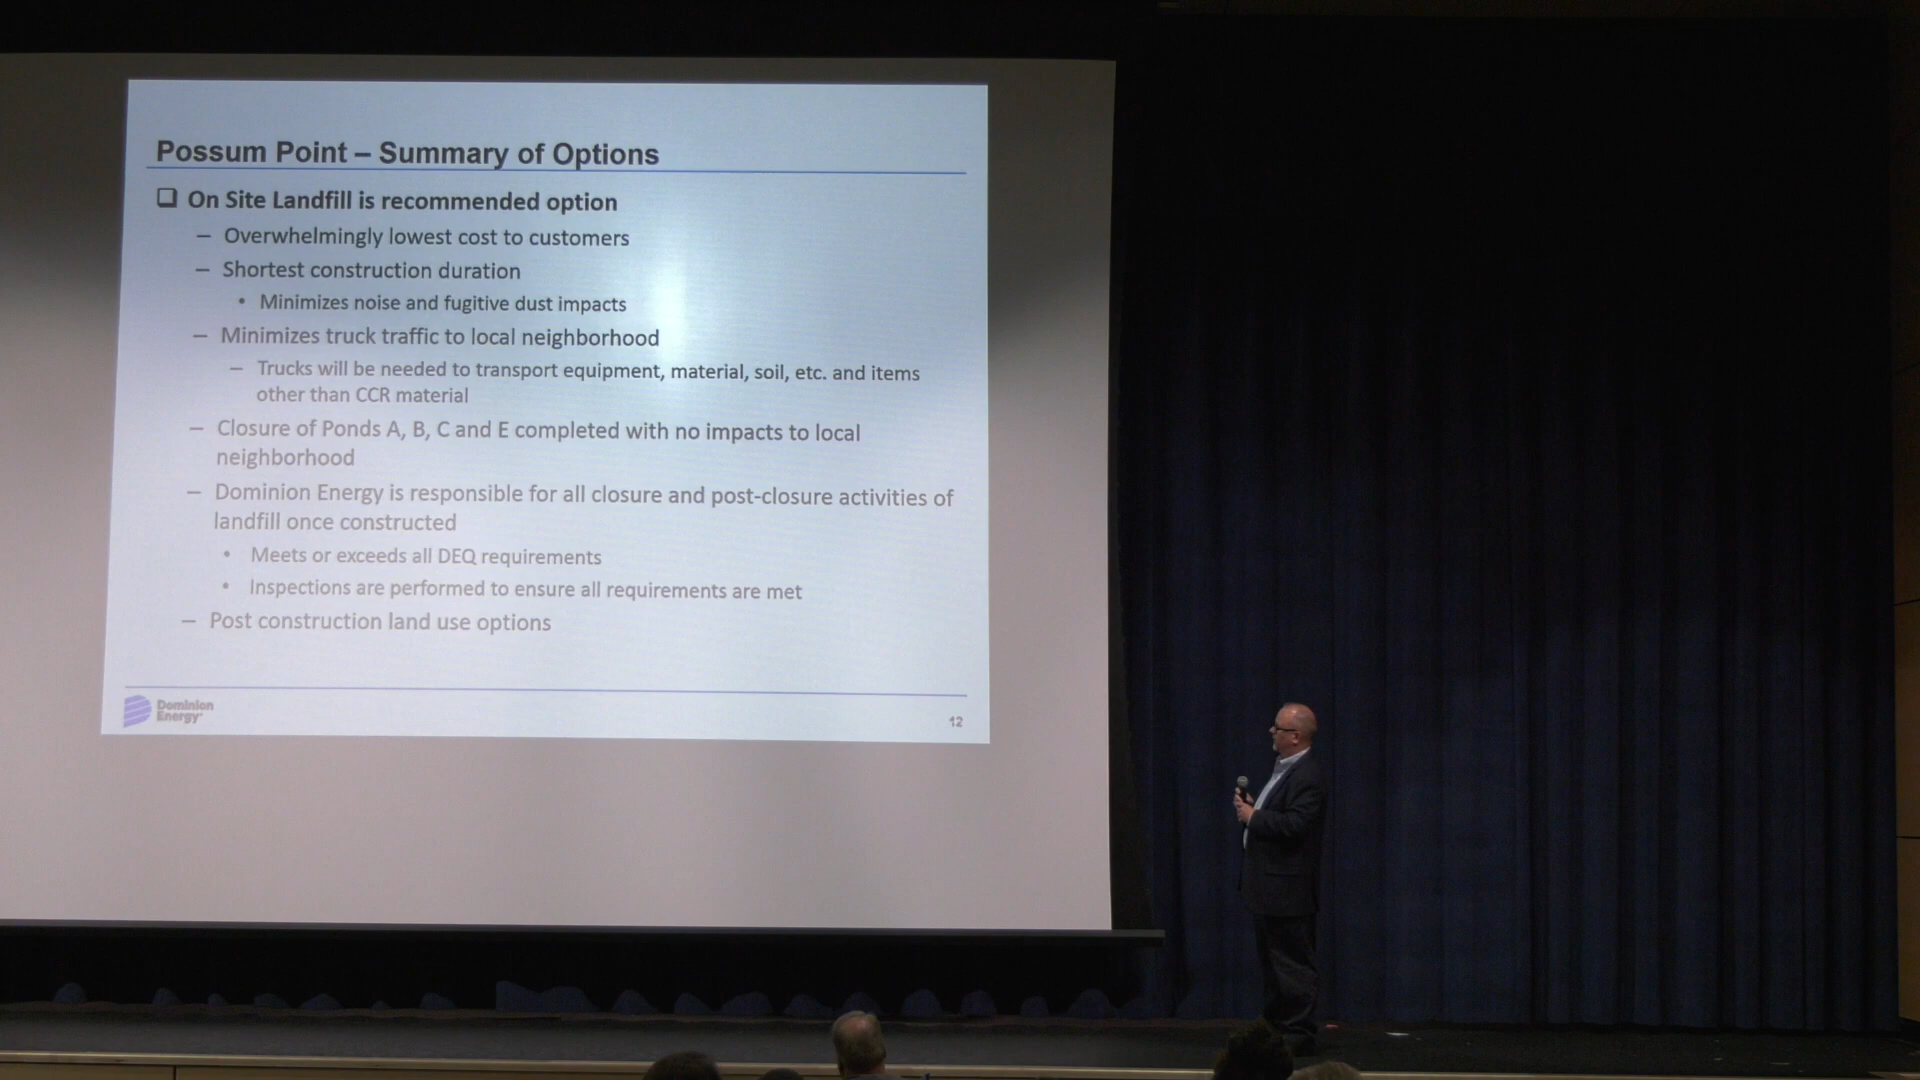 Possum Point – Summary of Options
❑ On Site Landfill is recommended option
– Overwhelmingly lowest cost to customers
– Shortest construction duration
• Minimizes noise and fugitive dust impacts
– Minimizes truck traffic to local neighborhood
– Trucks will be needed to transport equipment, material, soil, etc. and items
other than CCR material
– Closure of Ponds A, B, C and E completed with no impacts to local
neighborhood
– Dominion Energy is responsible for all closure and post-closure activities of
landfill once constructed
• Meets or exceeds all DEQ requirements
• Inspections are performed to ensure all requirements are met
– Post construction land use options
Dominion
Energy
12